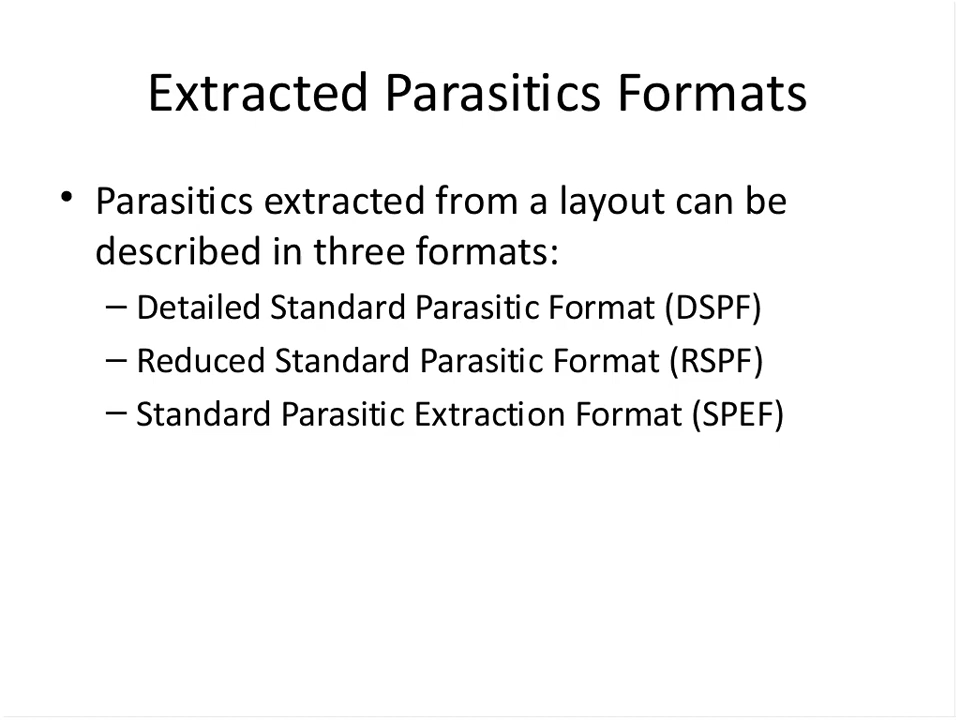 Extracted Parasitics Formats
• Parasitics extracted from a layout can be
described in three formats:
– Detailed Standard Parasitic Format (DSPF)
– Reduced Standard Parasitic Format (RSPF)
– Standard Parasitic Extraction Format (SPEF)